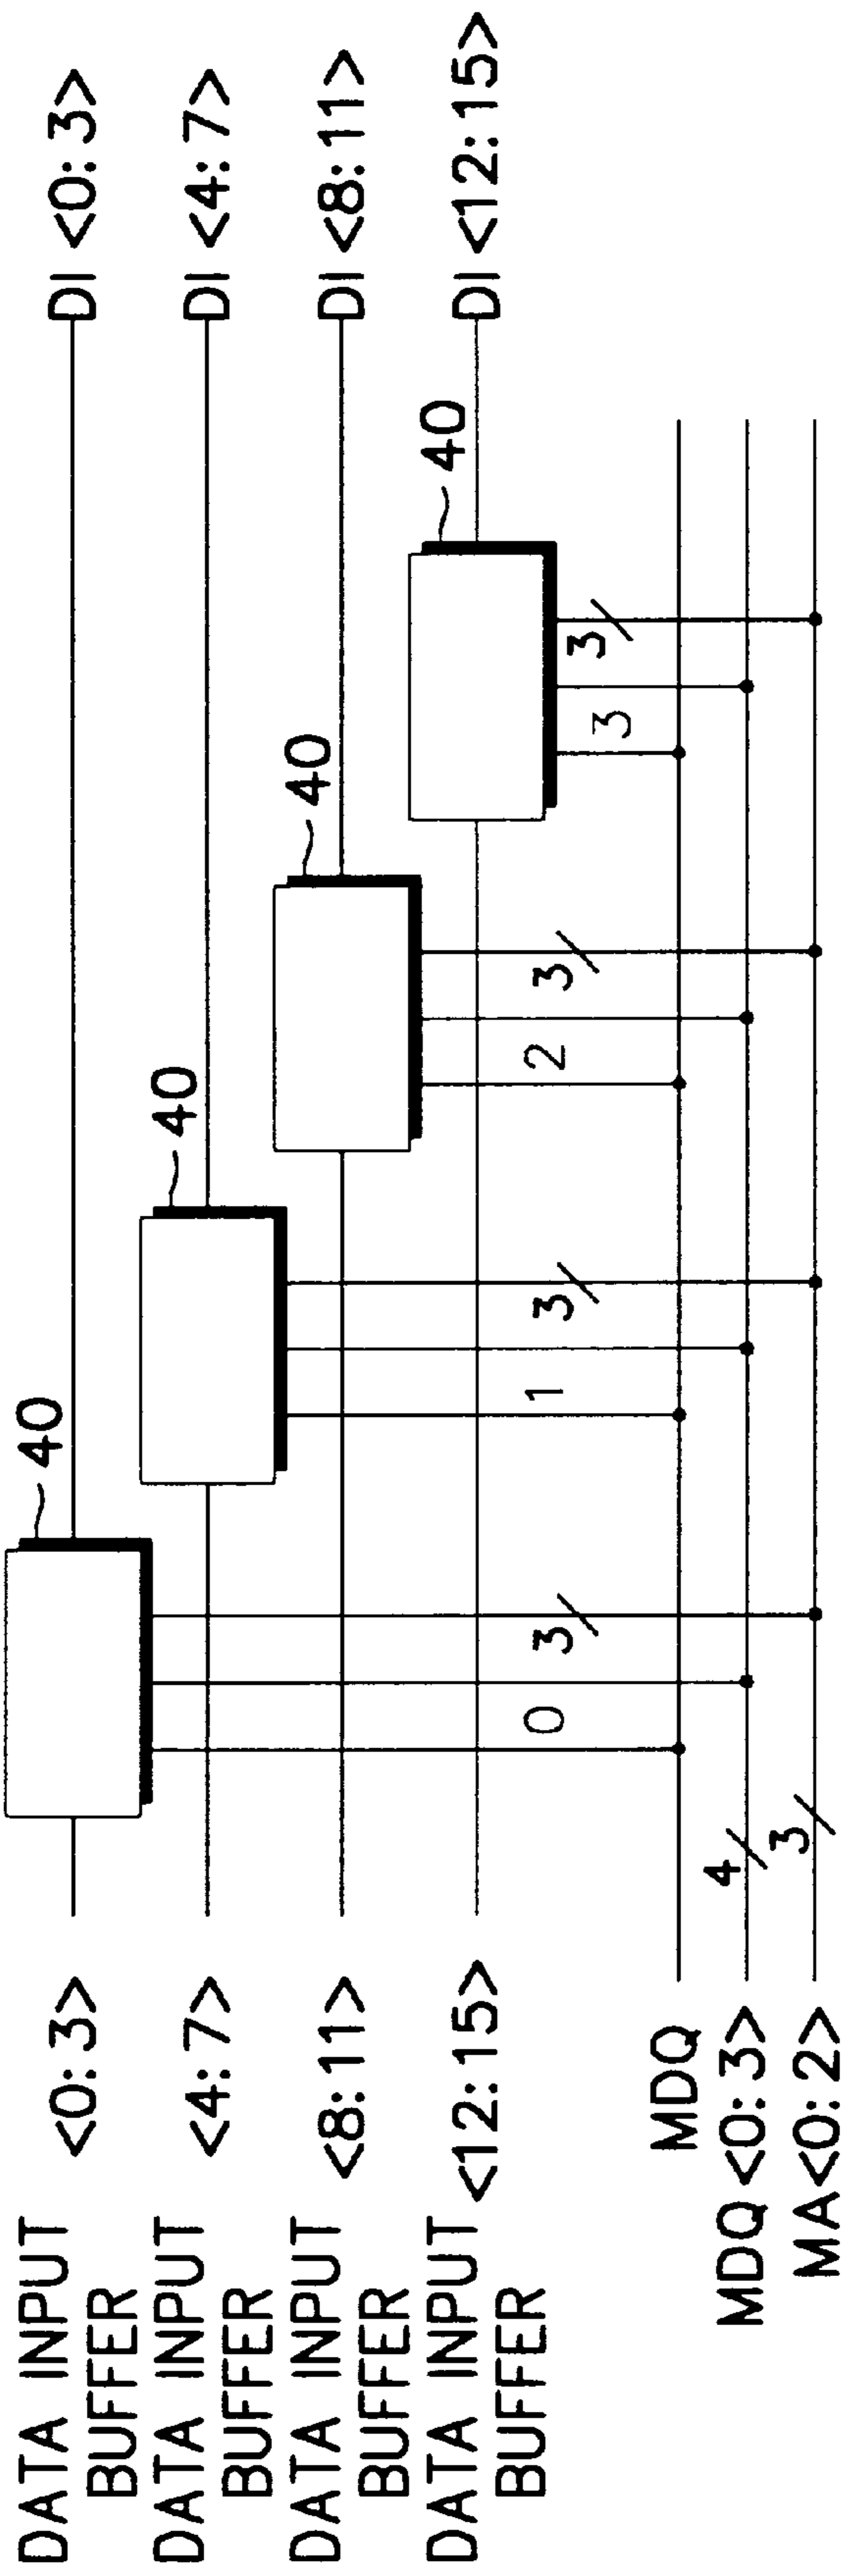 DATA INPUT
BUFFER <0:3>
DATA INPUT
BUFFER <4:7>
DATA INPUT
BUFFER <8:11>
DATA INPUT
BUFFER <12:15>
MDQ
MDQ<0:3>
MA<0:2>
4
3
40
40
40
40
0
3
1
3
2
3
3
3
DI <0:3>
DI <4:7>
DI <8:11>
DI <12:15>